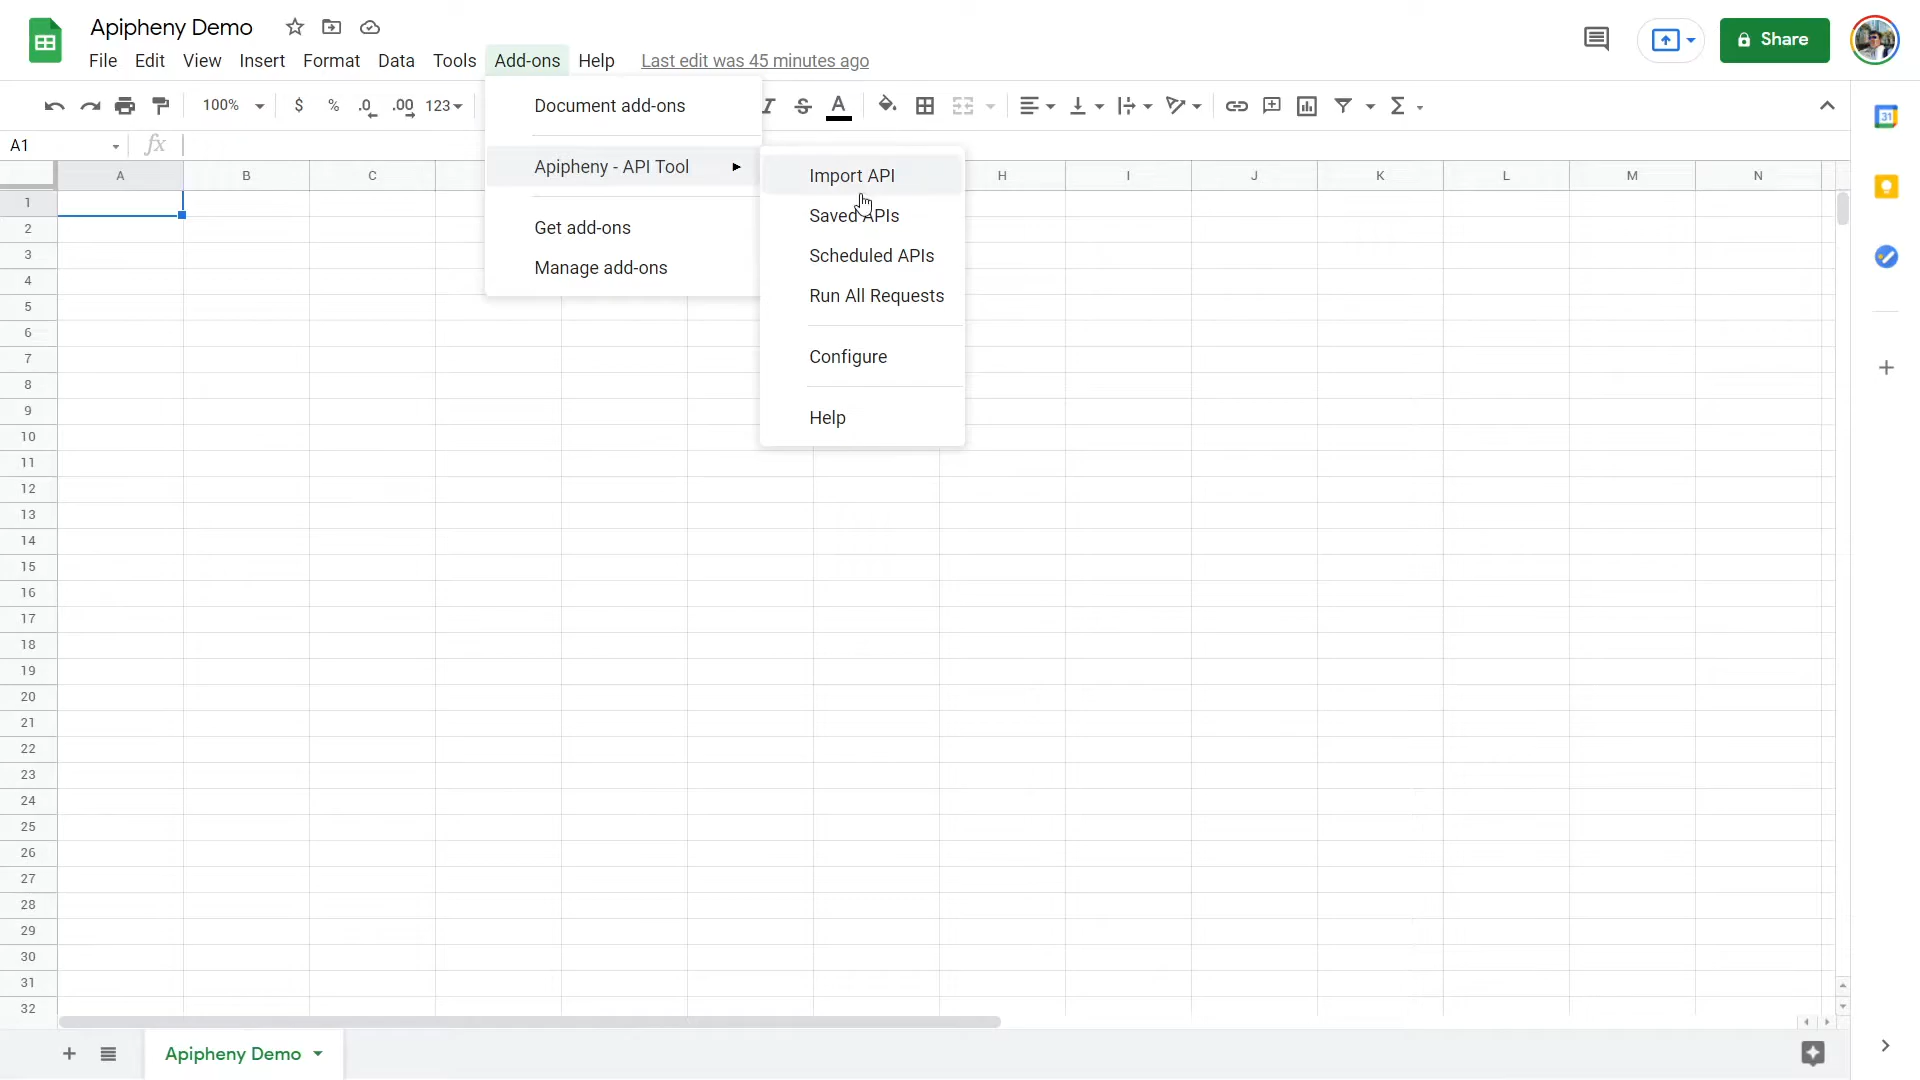 Apipheny Demo
File Edit View Insert Format Data Tools Add-ons Help Last edit was 45 minutes ago
Share
100% $ % .0 .00 123
A1 fx
Document add-ons
Apipheny - API Tool
Get add-ons
Manage add-ons
Import API
Saved APIs
Scheduled APIs
Run All Requests
Configure
Help
A B C H I J K L M N
1
2
3
4
5
6
7
8
9
10
11
12
13
14
15
16
17
18
19
20
21
22
23
24
25
26
27
28
29
30
31
32
31
Apipheny Demo